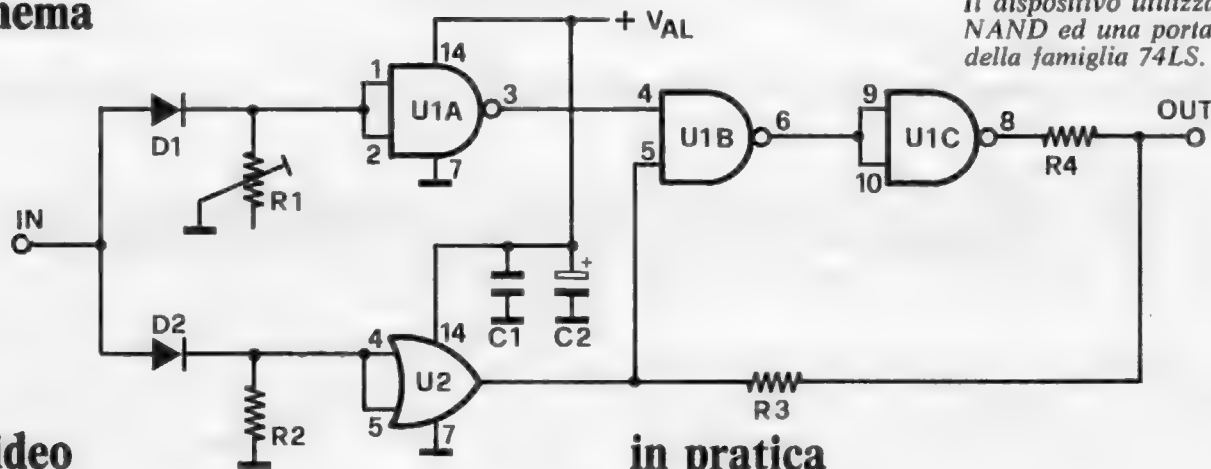 hema
Il dispositivo utilizza
NAND ed una porta
della famiglia 74LS.
+ VAL
14
1
U1A
3
2
7
D1
R1
4
U1B
6
5
9
U1C
8
10
R4
OUT
IN
D2
R2
4
14
U2
5
7
C1
+
C2
R3
ideo
in pratica